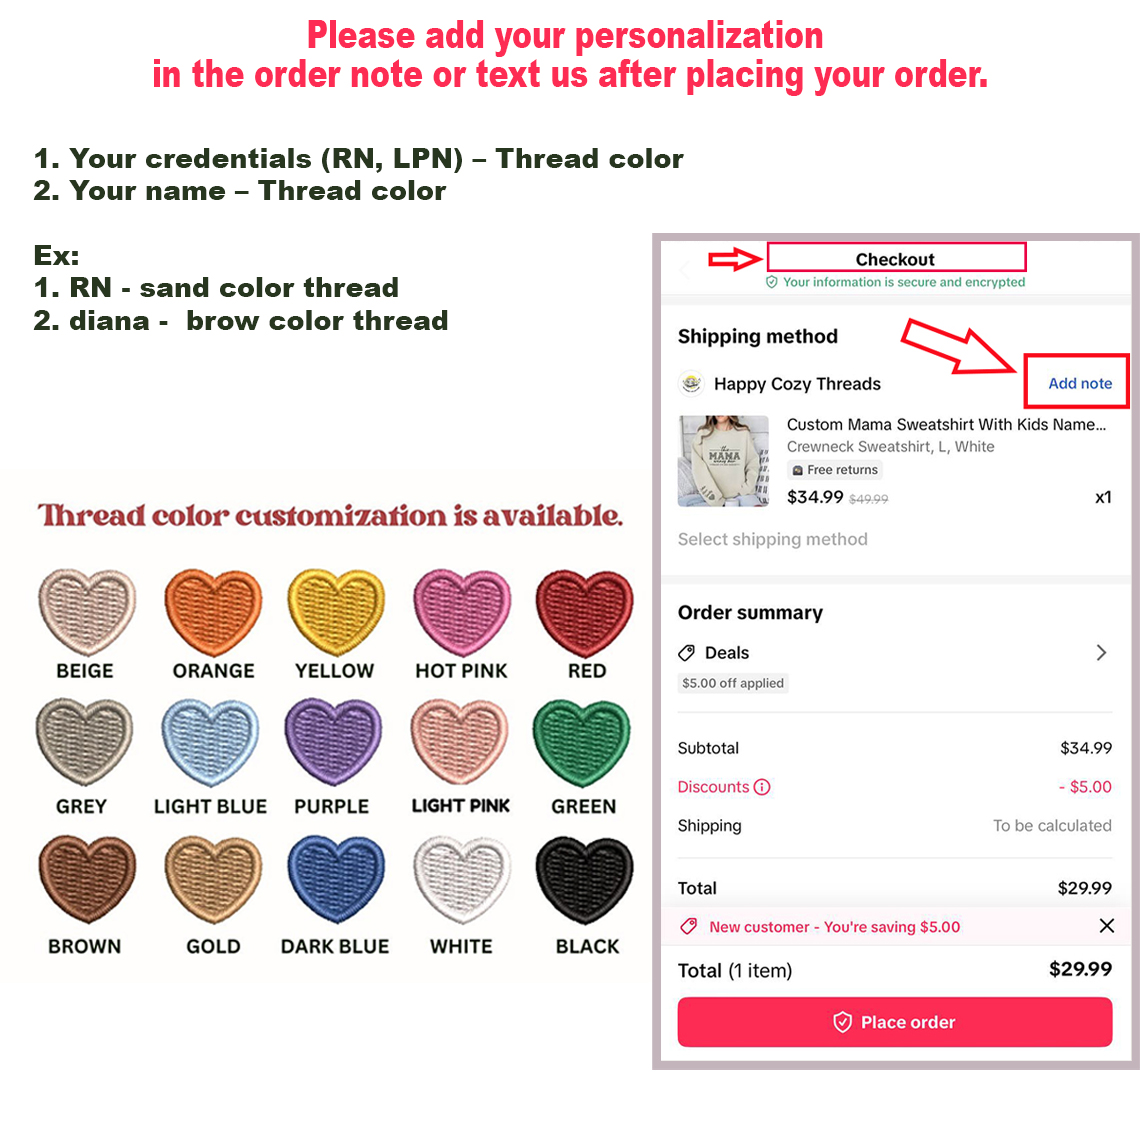 Please add your personalization
in the order note or text us after placing your order.
1. Your credentials (RN, LPN) – Thread color
2. Your name – Thread color
Ex:
1. RN - sand color thread
2. diana - brow color thread
Thread color customization is available.
BEIGE
ORANGE
YELLOW
HOT PINK
RED
GREY
LIGHT BLUE
PURPLE
LIGHT PINK
GREEN
BROWN
GOLD
DARK BLUE
WHITE
BLACK
Checkout
Your information is secure and encrypted
Shipping method
Happy Cozy Threads
Add note
Custom Mama Sweatshirt With Kids Name...
Crewneck Sweatshirt, L, White
Free returns
$34.99 $49.99
x1
MAMA
Select shipping method
Order summary
Deals
$5.00 off applied
Subtotal
$34.99
Discounts
- $5.00
Shipping
To be calculated
Total
$29.99
New customer - You're saving $5.00
Total (1 item)
$29.99
Place order